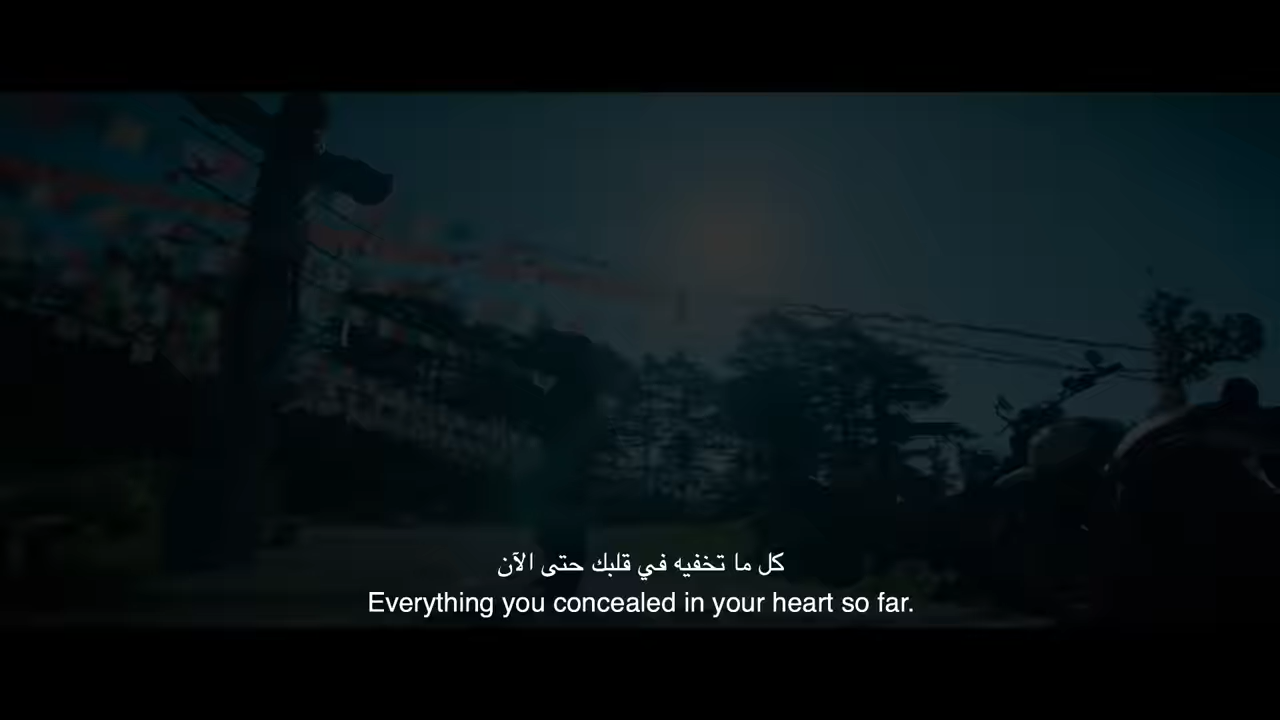 كل ما تخفيه في قلبك حتى الآن
Everything you concealed in your heart so far.